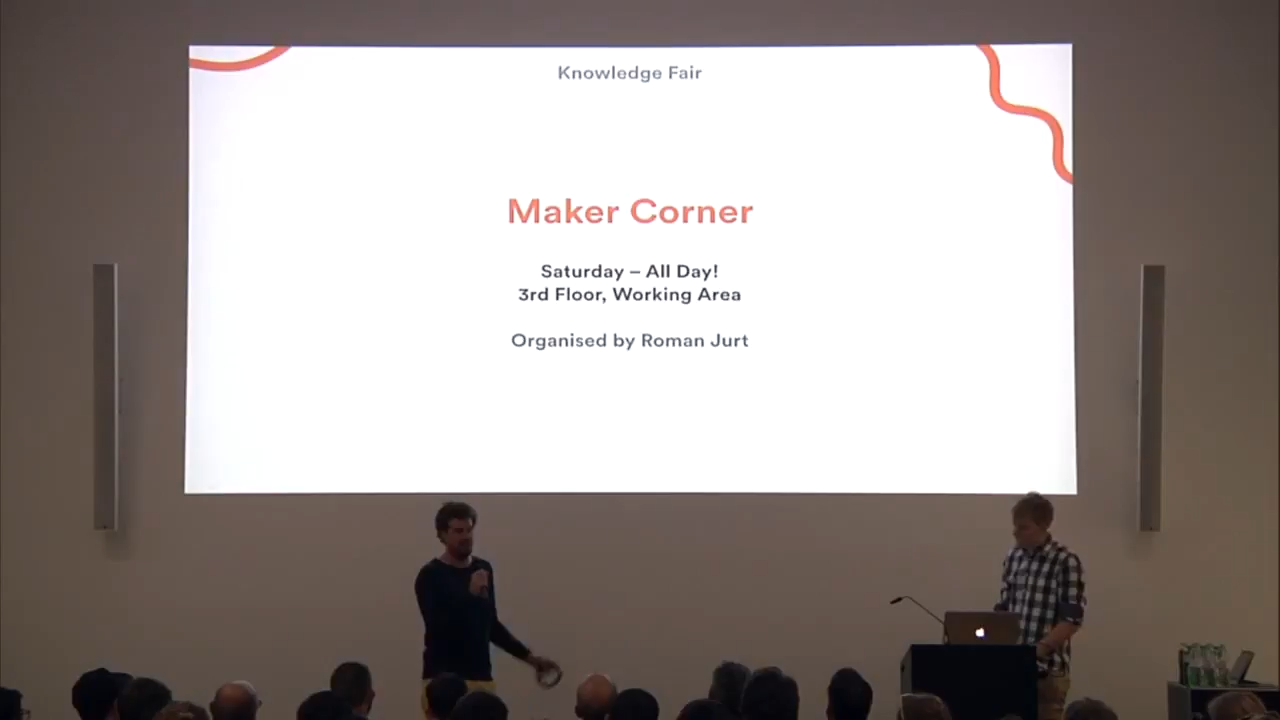 Knowledge Fair
Maker Corner
Saturday – All Day!
3rd Floor, Working Area
Organised by Roman Jurt